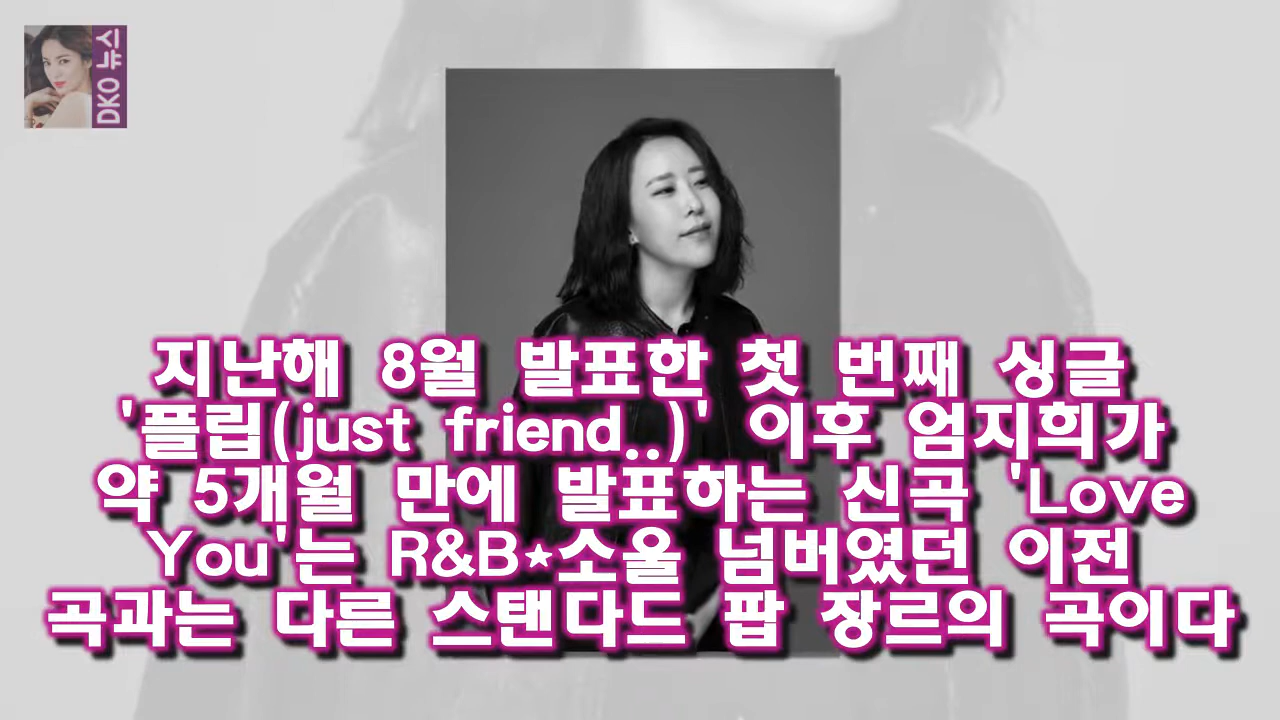 DKO 뉴스
지난해 8월 발표한 첫 번째 싱글
'플립(just friend..)' 이후 엄지희가
약 5개월 만에 발표하는 신곡 'Love
You'는 R&B★소울 넘버였던 이전
곡과는 다른 스탠다드 팝 장르의 곡이다